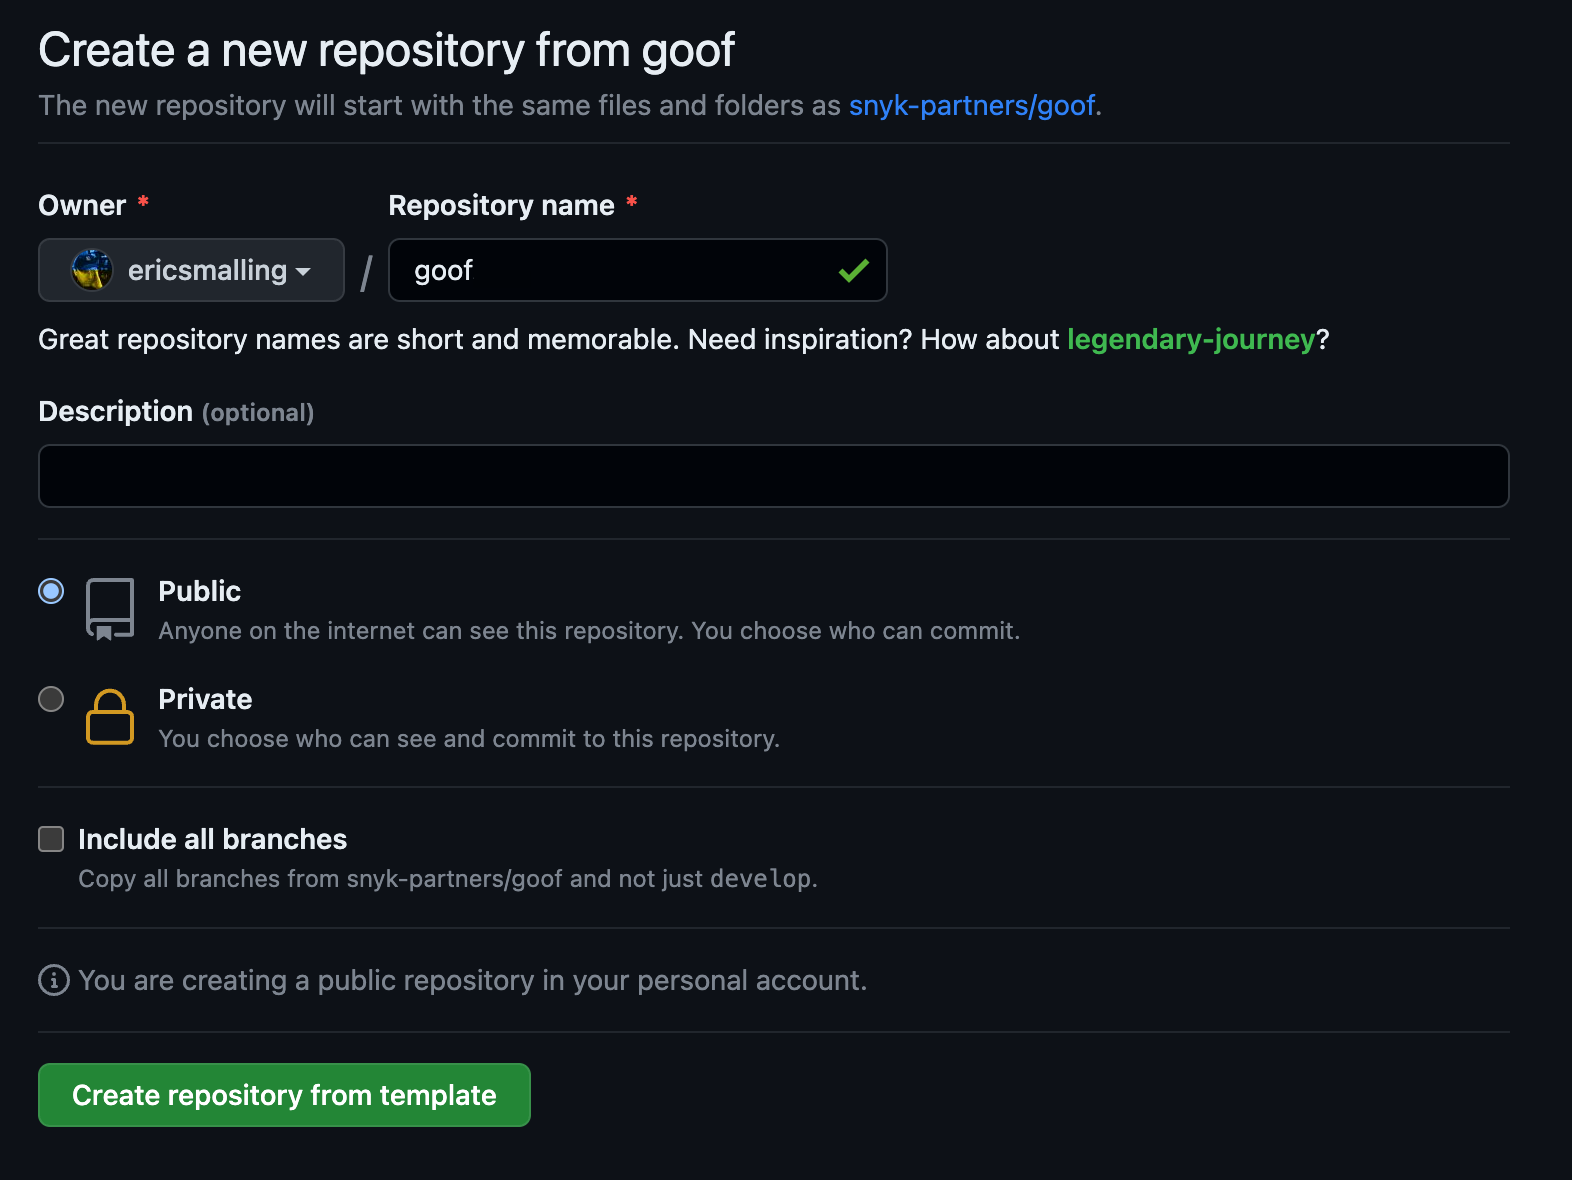 Create a new repository from goof
The new repository will start with the same files and folders as snyk-partners/goof.
Owner * Repository name *
ericsmalling / goof
Great repository names are short and memorable. Need inspiration? How about legendary-journey?
Description (optional)
Public
Anyone on the internet can see this repository. You choose who can commit.
Private
You choose who can see and commit to this repository.
Include all branches
Copy all branches from snyk-partners/goof and not just develop.
You are creating a public repository in your personal account.
Create repository from template